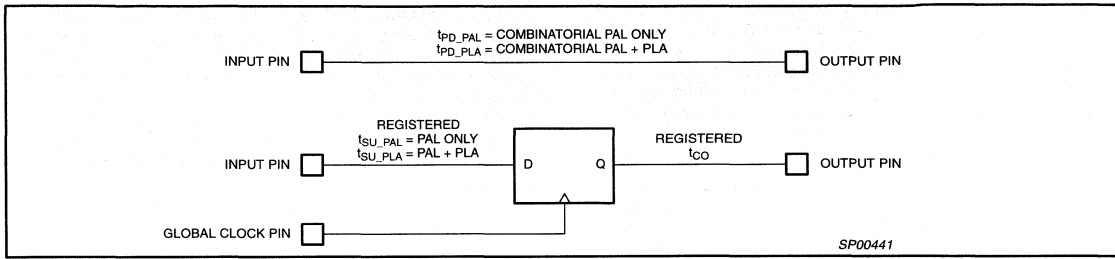 tPD_PAL = COMBINATORIAL PAL ONLY
tPD_PLA = COMBINATORIAL PAL + PLA
INPUT PIN
OUTPUT PIN
REGISTERED
tSU_PAL = PAL ONLY
tSU_PLA = PAL + PLA
REGISTERED
tCO
INPUT PIN
D
Q
OUTPUT PIN
GLOBAL CLOCK PIN
SP00441